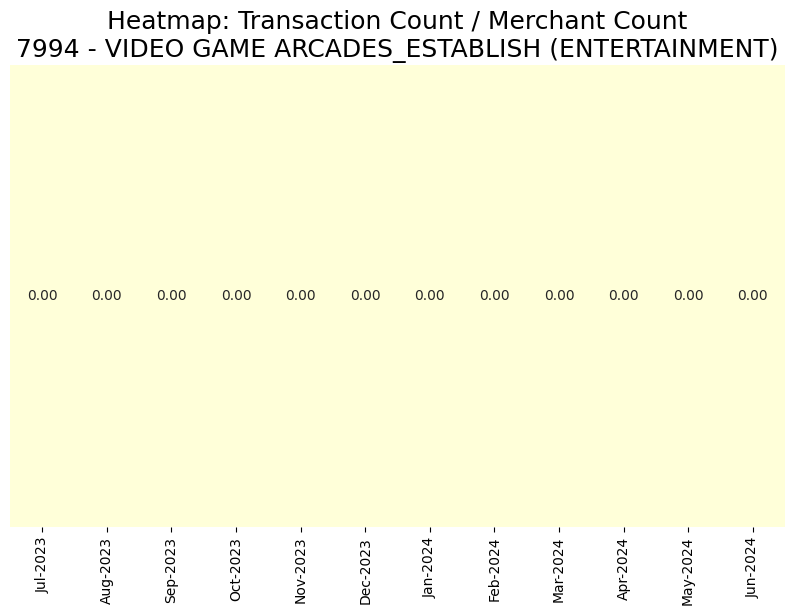 Heatmap: Transaction Count / Merchant Count
7994 - VIDEO GAME ARCADES_ESTABLISH (ENTERTAINMENT)
0.00 0.00 0.00 0.00 0.00 0.00 0.00 0.00 0.00 0.00 0.00 0.00
Jul-2023 Aug-2023 Sep-2023 Oct-2023 Nov-2023 Dec-2023 Jan-2024 Feb-2024 Mar-2024 Apr-2024 May-2024 Jun-2024